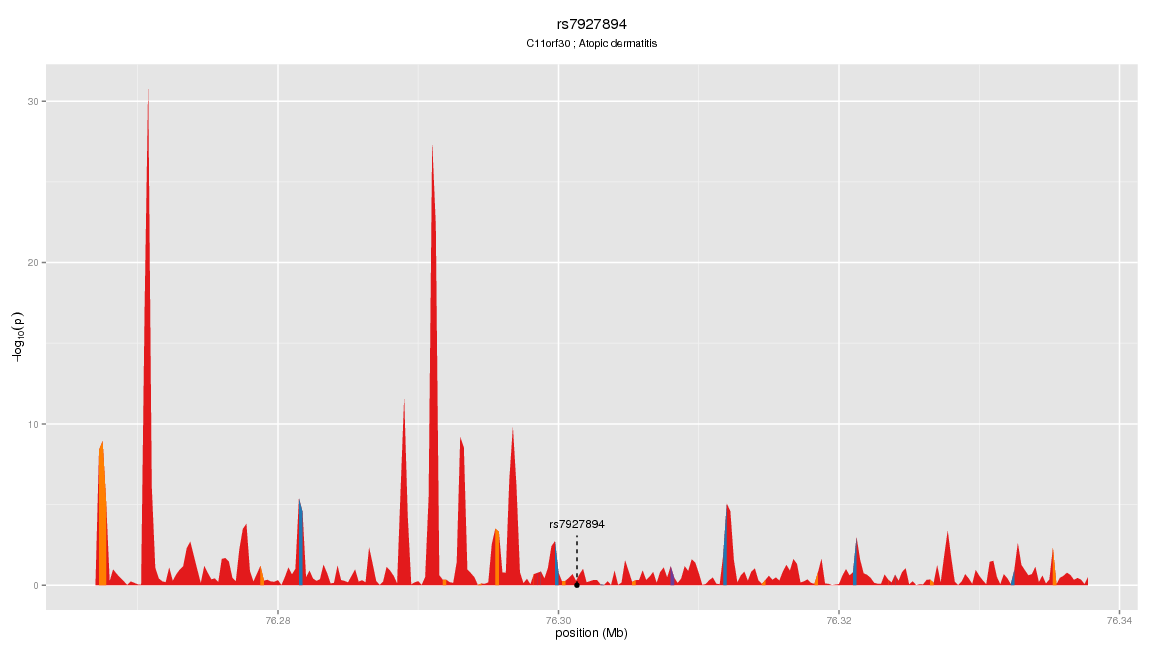 rs7927894
C11orf30 ; Atopic dermatitis
30
20
10
0
−log10(p)
rs7927894
76.28
76.30
76.32
76.34
position (Mb)